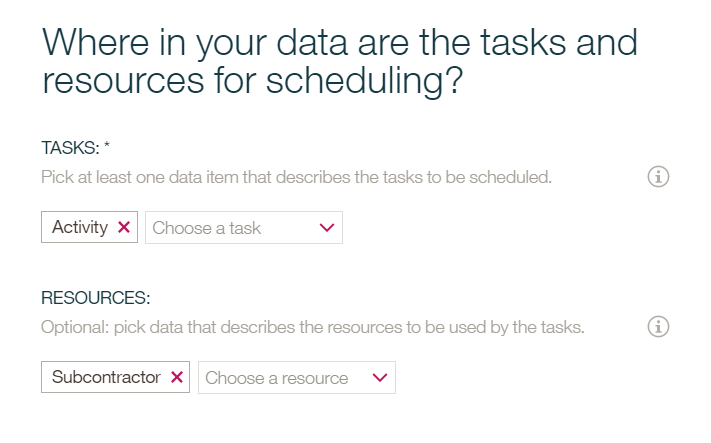 Where in your data are the tasks and
resources for scheduling?
TASKS: *
Pick at least one data item that describes the tasks to be scheduled.
Activity
Choose a task
RESOURCES:
Optional: pick data that describes the resources to be used by the tasks.
Subcontractor
Choose a resource